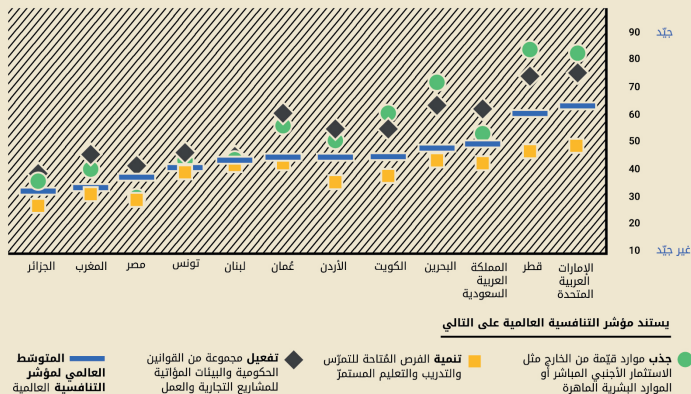 90
جيّد
80
70
60
50
40
30
20
10
غير جيّد
الإمارات
العربية
المتحدة
قطر
المملكة
العربية
السعودية
البحرين
الكويت
الأردن
عُمان
لبنان
تونس
مصر
المغرب
الجزائر
يستند مؤشر التنافسية العالمية على التالي
جذب موارد قيّمة من الخارج مثل
الاستثمار الأجنبي المباشر أو
الموارد البشرية الماهرة
تنمية الفرص المُتاحة للتمرّس
والتدريب والتعليم المستمرّ
تفعيل مجموعة من القوانين
الحكومية والبيئات المؤاتية
للمشاريع التجارية والعمل
المتوسّط
العالمي لمؤشر
التنافسية العالمية